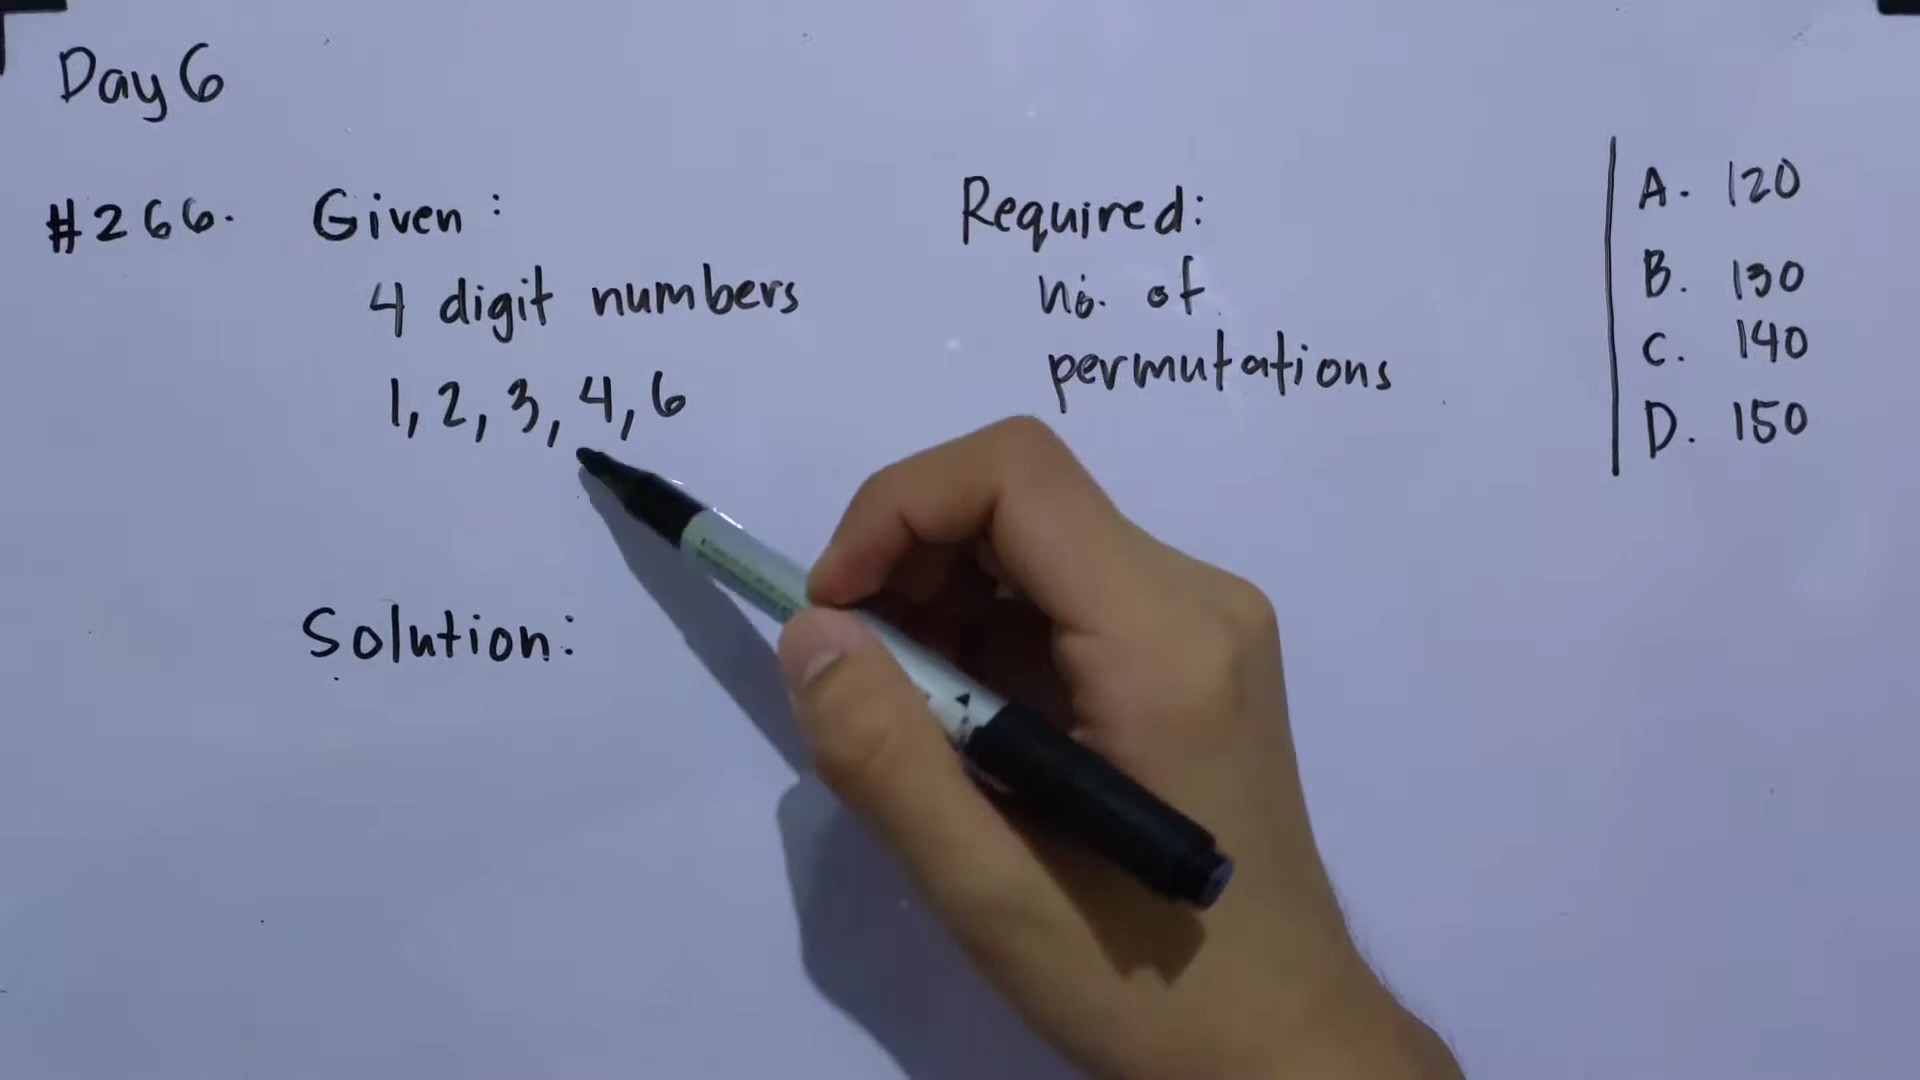 Day 6
#266. Given:
4 digit numbers
1, 2, 3, 4, 6
Required:
no. of
permutations
A. 120
B. 130
C. 140
D. 150
Solution: